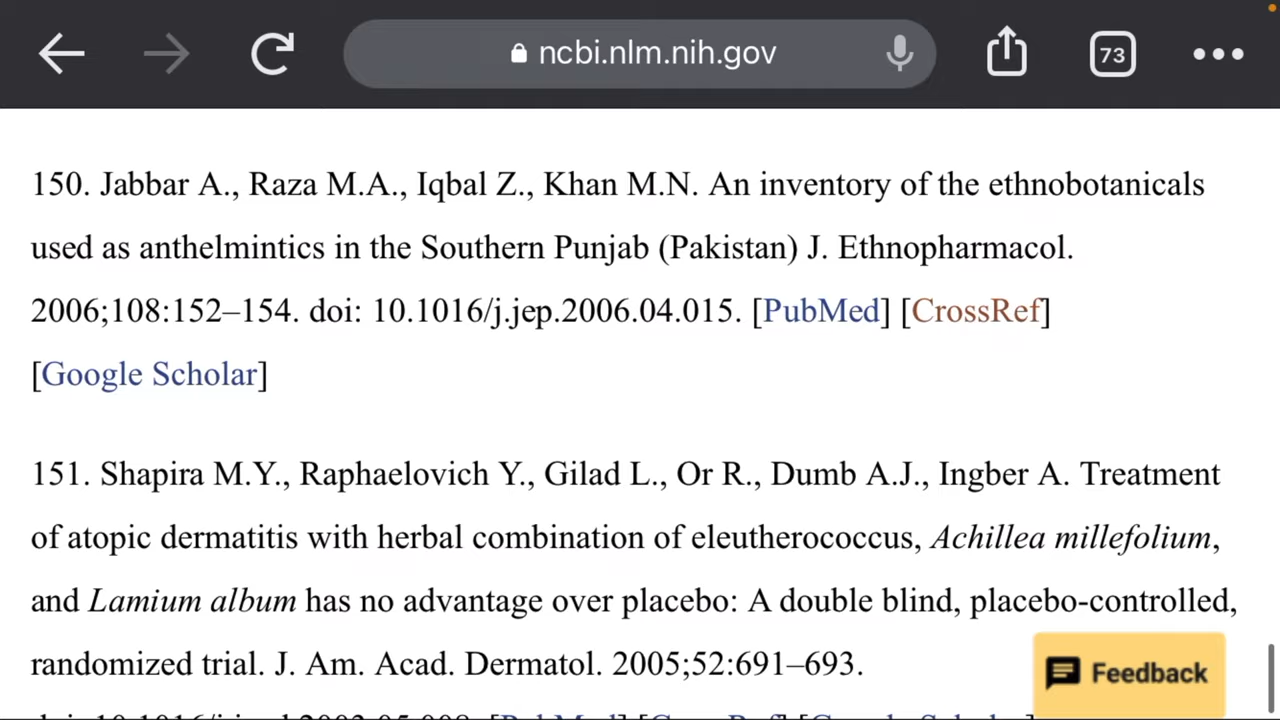 ncbi.nlm.nih.gov
73
150. Jabbar A., Raza M.A., Iqbal Z., Khan M.N. An inventory of the ethnobotanicals
used as anthelmintics in the Southern Punjab (Pakistan) J. Ethnopharmacol.
2006;108:152–154. doi: 10.1016/j.jep.2006.04.015. [PubMed] [CrossRef]
[Google Scholar]
151. Shapira M.Y., Raphaelovich Y., Gilad L., Or R., Dumb A.J., Ingber A. Treatment
of atopic dermatitis with herbal combination of eleutherococcus, Achillea millefolium,
and Lamium album has no advantage over placebo: A double blind, placebo-controlled,
randomized trial. J. Am. Acad. Dermatol. 2005;52:691–693.
Feedback